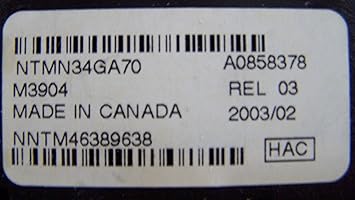 NTMN34GA70 A0858378
M3904 REL 03
MADE IN CANADA 2003/02
NNTM46389638
HAC